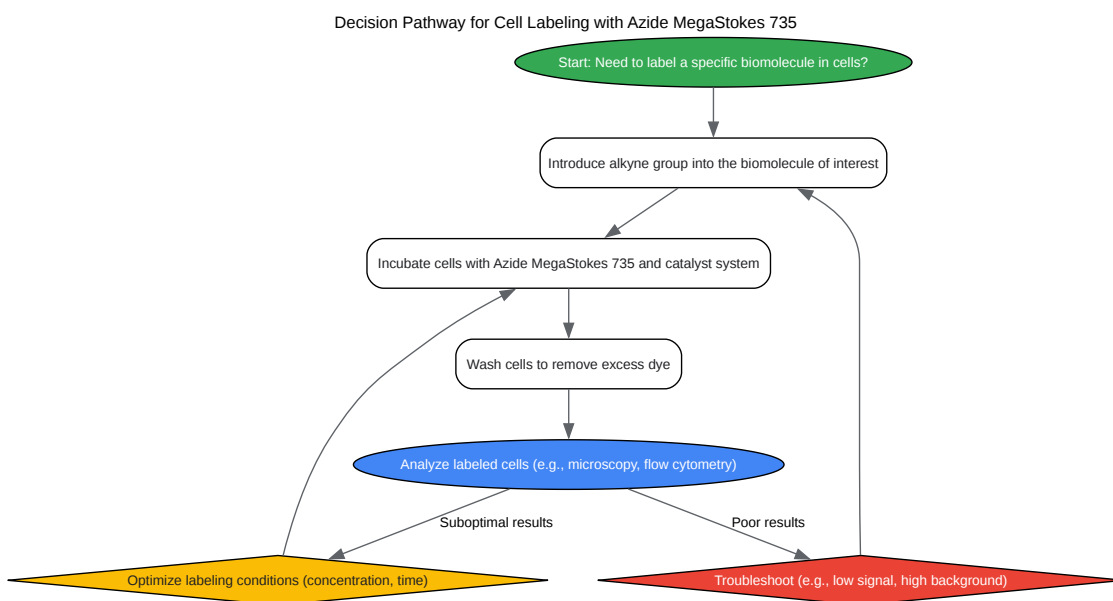 Decision Pathway for Cell Labeling with Azide MegaStokes 735
Start: Need to label a specific biomolecule in cells?
Introduce alkyne group into the biomolecule of interest
Incubate cells with Azide MegaStokes 735 and catalyst system
Wash cells to remove excess dye
Analyze labeled cells (e.g., microscopy, flow cytometry)
Suboptimal results
Poor results
Optimize labeling conditions (concentration, time)
Troubleshoot (e.g., low signal, high background)